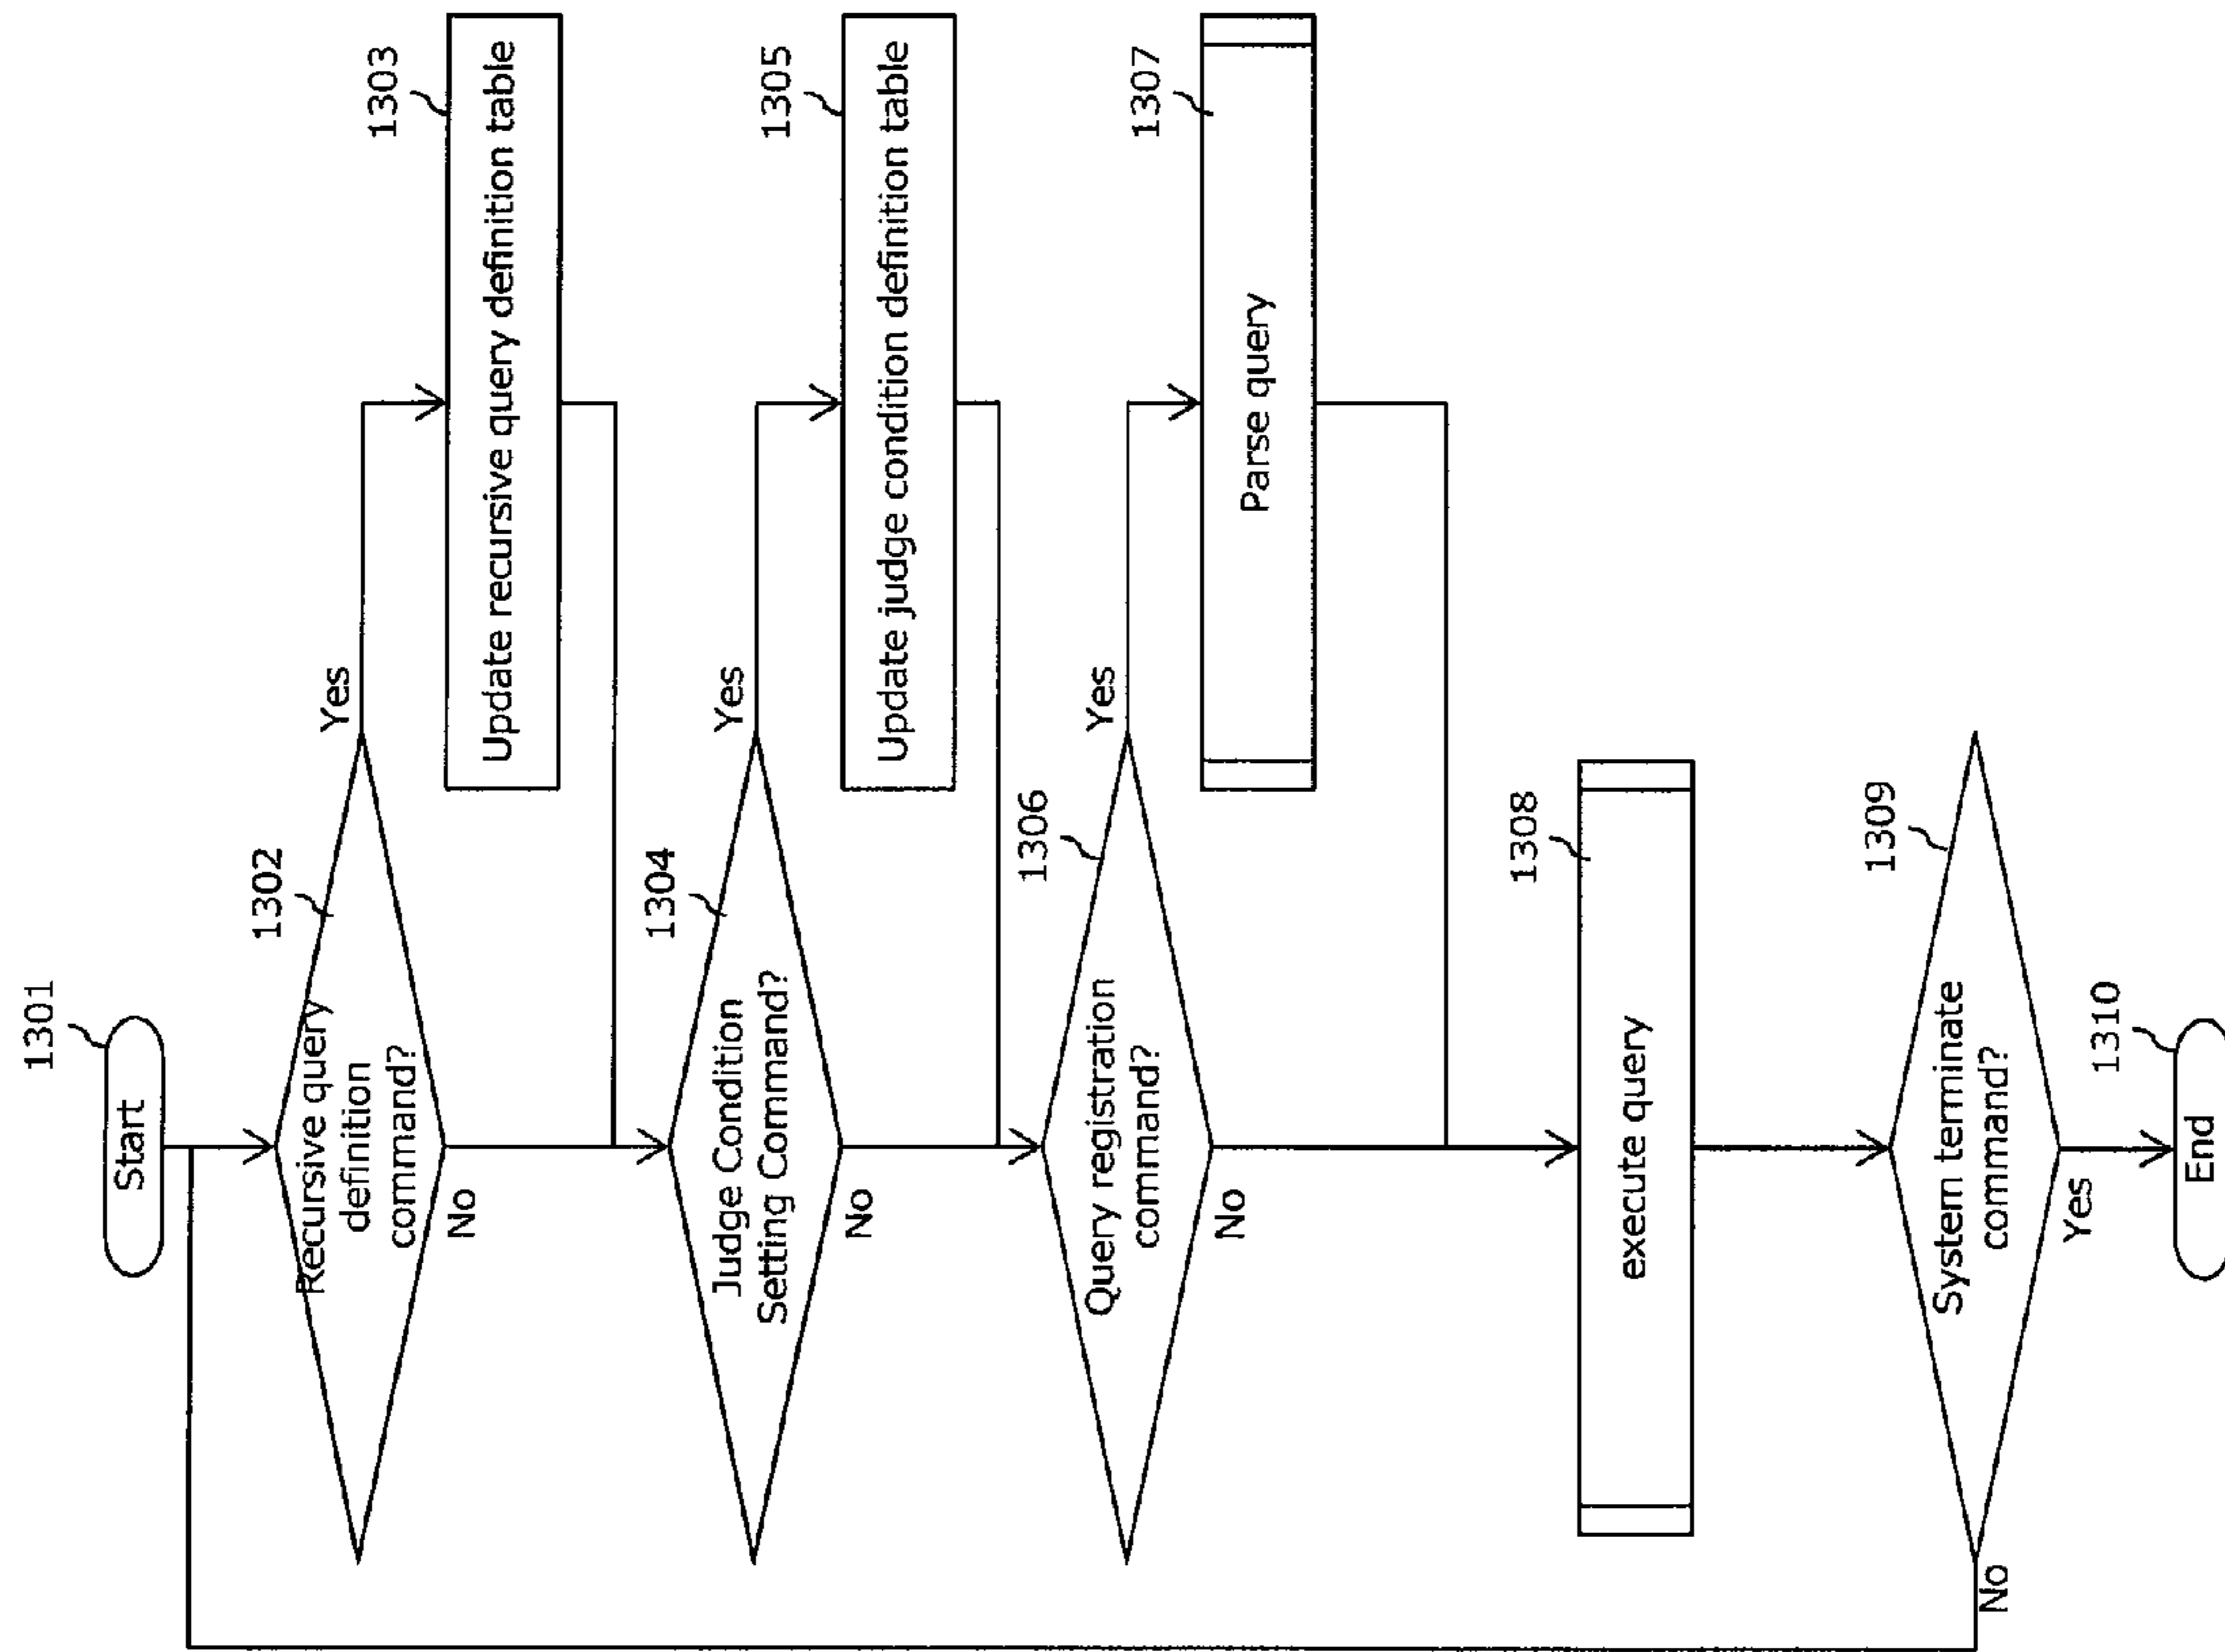 1301
Start
1302
Recursive query
definition
command?
Yes
No
1303
Update recursive query definition table
1304
Judge Condition
Setting Command?
Yes
No
1305
Update judge condition definition table
1306
Query registration
command?
Yes
No
1307
Parse query
1308
execute query
1309
System terminate
command?
No
Yes
1310
End